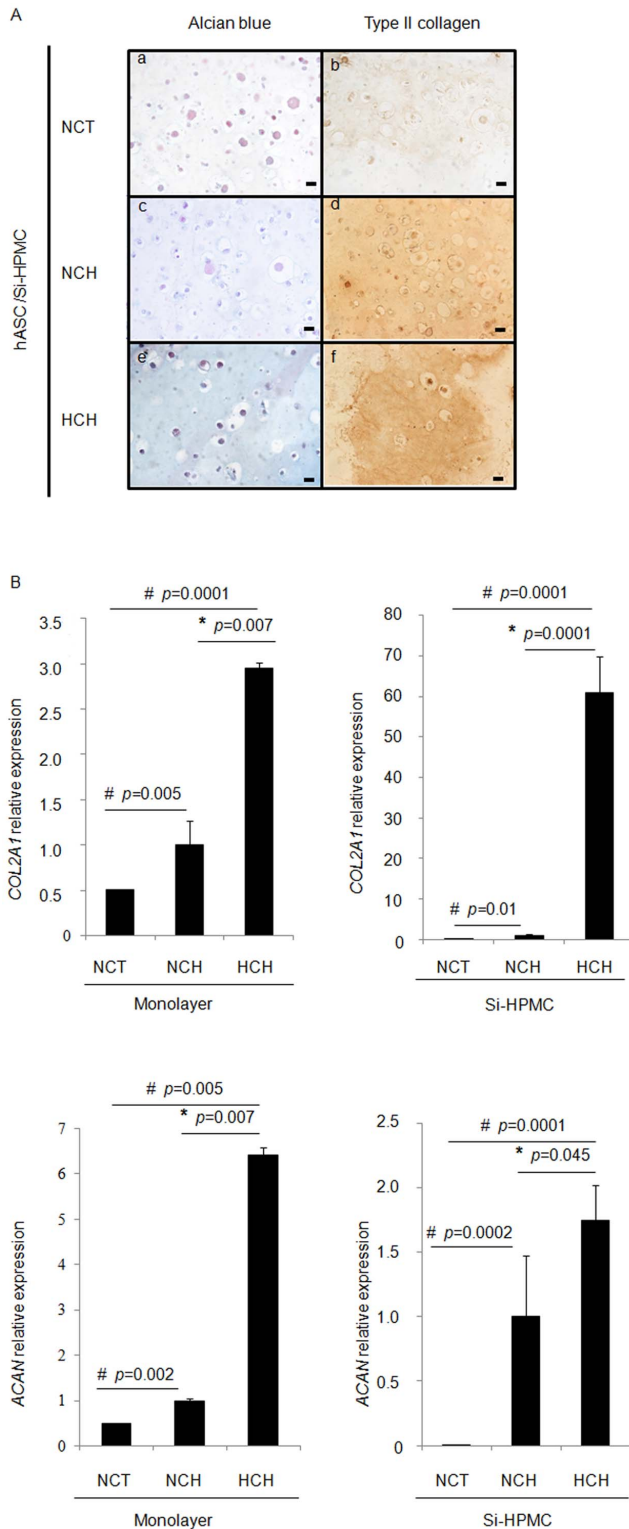 A
Alcian blue Type II collagen
hASC/Si-HPMC
NCT
a b
NCH
c d
HCH
e f
B
# p=0.0001
* p=0.007
# p=0.005
COL2A1 relative expression
3.5
3.0
2.5
2.0
1.5
1.0
0.5
0
NCT NCH HCH
Monolayer
# p=0.0001
* p=0.0001
# p=0.01
COL2A1 relative expression
80
70
60
50
40
30
20
10
0
NCT NCH HCH
Si-HPMC
# p=0.005
* p=0.007
# p=0.002
ACAN relative expression
7
6
5
4
3
2
1
0
NCT NCH HCH
Monolayer
# p=0.0001
* p=0.045
# p=0.0002
ACAN relative expression
2.5
2.0
1.5
1.0
0.5
0
NCT NCH HCH
Si-HPMC